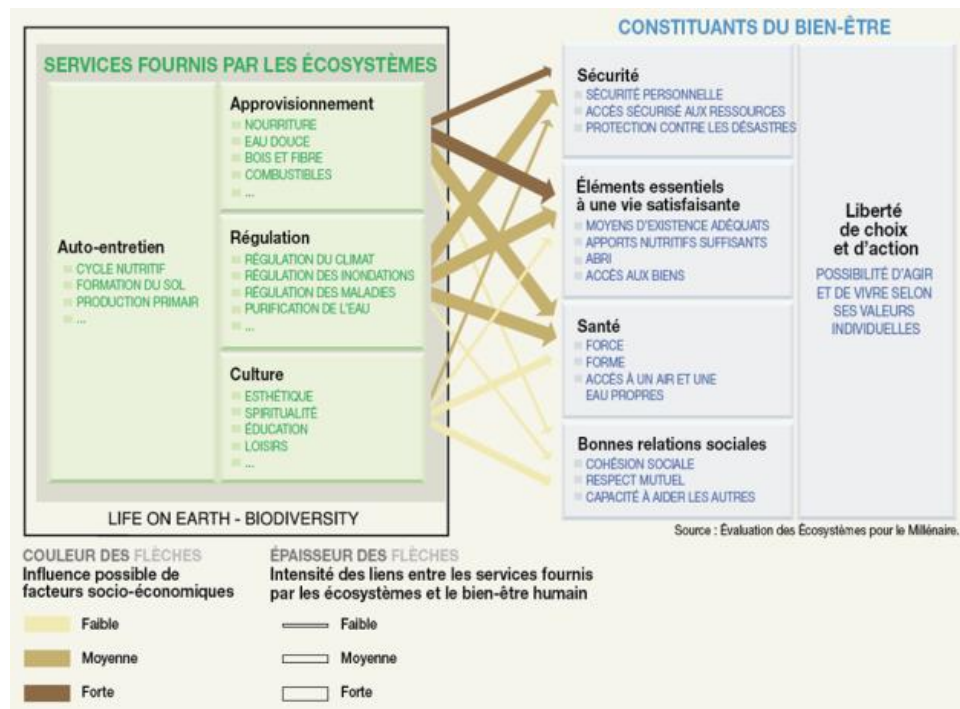 CONSTITUANTS DU BIEN-ÊTRE
SERVICES FOURNIS PAR LES ÉCOSYSTÈMES
Auto-entretien
CYCLE NUTRITIF
FORMATION DU SOL
PRODUCTION PRIMAIR
...
Approvisionnement
NOURRITURE
EAU DOUCE
BOIS ET FIBRE
COMBUSTIBLES
...
Régulation
RÉGULATION DU CLIMAT
RÉGULATION DES INONDATIONS
RÉGULATION DES MALADIES
PURIFICATION DE L'EAU
...
Culture
ESTHÉTIQUE
SPIRITUALITÉ
ÉDUCATION
LOISIRS
...
LIFE ON EARTH - BIODIVERSITY
Sécurité
SÉCURITÉ PERSONNELLE
ACCÈS SÉCURISÉ AUX RESSOURCES
PROTECTION CONTRE LES DÉSASTRES
Éléments essentiels
à une vie satisfaisante
MOYENS D'EXISTENCE ADÉQUATS
APPORTS NUTRITIFS SUFFISANTS
ABRI
ACCÈS AUX BIENS
Santé
FORCE
FORME
ACCÈS À UN AIR ET UNE
EAU PROPRES
Bonnes relations sociales
COHÉSION SOCIALE
RESPECT MUTUEL
CAPACITÉ À AIDER LES AUTRES
Liberté
de choix
et d'action
POSSIBILITÉ D'AGIR
ET DE VIVRE SELON
SES VALEURS
INDIVIDUELLES
Source : Évaluation des Écosystèmes pour le Millénaire.
COULEUR DES FLÈCHES
Influence possible de
facteurs socio-économiques
Faible
Moyenne
Forte
ÉPAISSEUR DES FLÈCHES
Intensité des liens entre les services fournis
par les écosystèmes et le bien-être humain
Faible
Moyenne
Forte